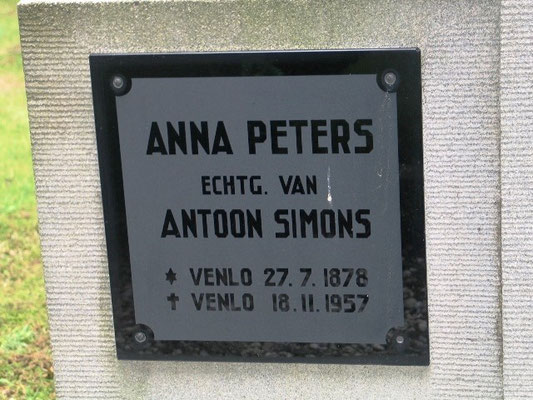 ANNA PETERS
ECHTG. VAN
ANTOON SIMONS
* VENLO 27.7.1878
† VENLO 18.11.1957